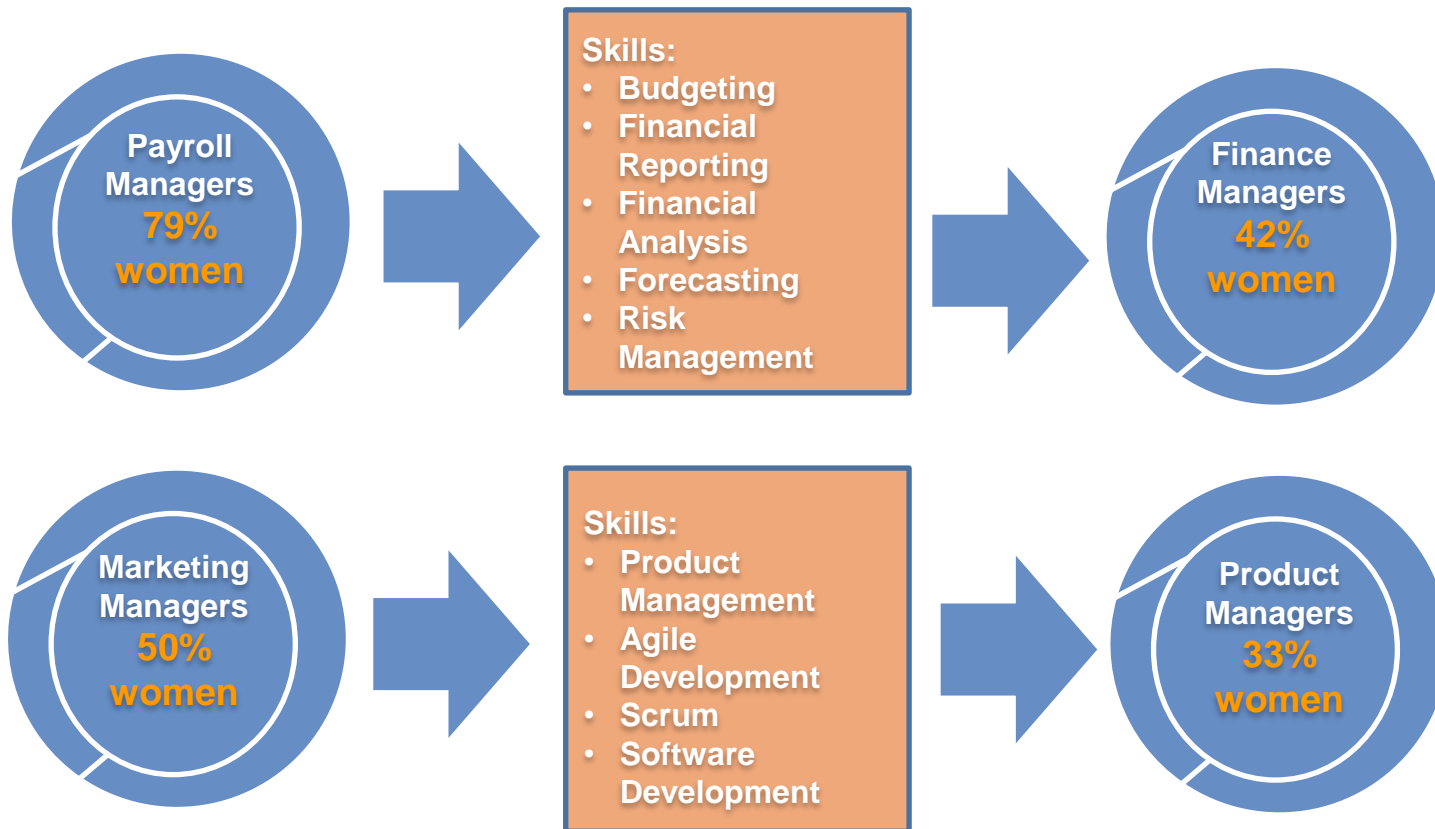 Payroll
Managers
79%
women
Skills:
• Budgeting
• Financial
Reporting
• Financial
Analysis
• Forecasting
• Risk
Management
Finance
Managers
42%
women
Marketing
Managers
50%
women
Skills:
• Product
Management
• Agile
Development
• Scrum
• Software
Development
Product
Managers
33%
women